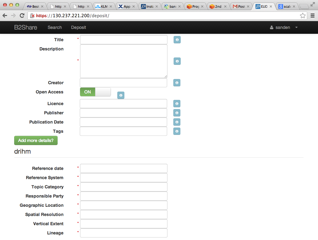 https://130.237.221.200/deposit/
B2Share Search Deposit
Title *
Description
*
Creator
Open Access ON
Licence
Publisher
Publication Date
Tags
Add more details?
drihm
Reference date *
Reference System *
Topic Category *
Responsible Party *
Geographic Location *
Spatial Resolution *
Vertical Extent *
Lineage *